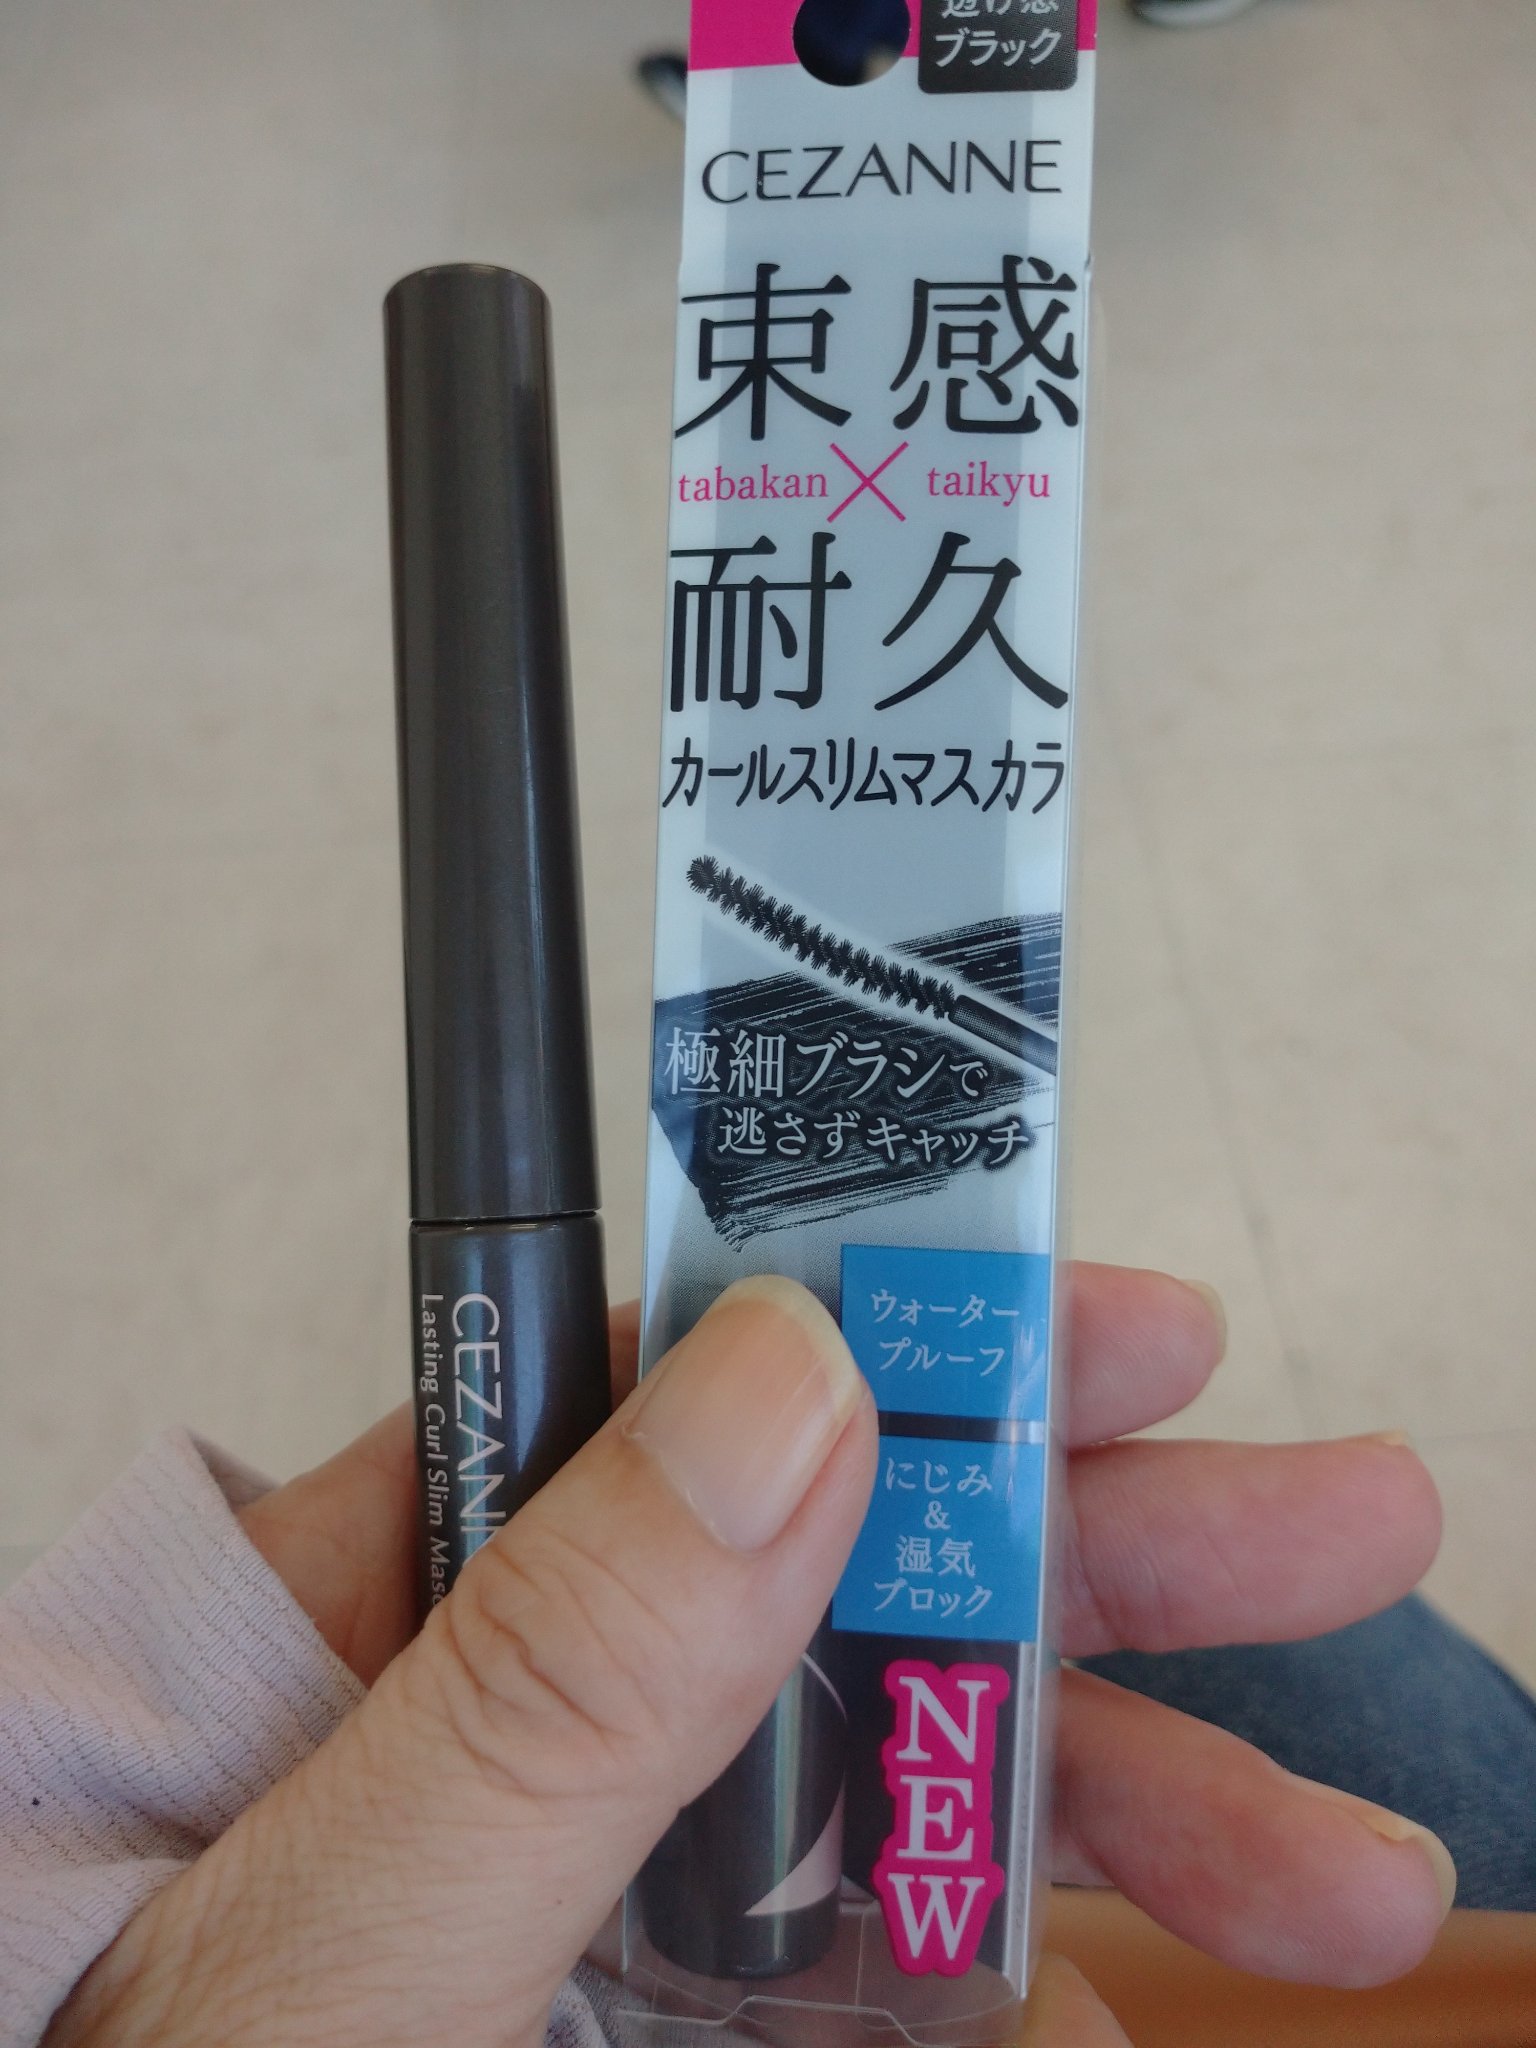 透け感
ブラック
CEZANNE
束感
tabakan × taikyu
耐久
カールスリムマスカラ
極細ブラシで
逃さずキャッチ
ウォーター
プルーフ
にじみ
&
湿気
ブロック
NEW
CEZANN
Lasting Curl Slim Masc